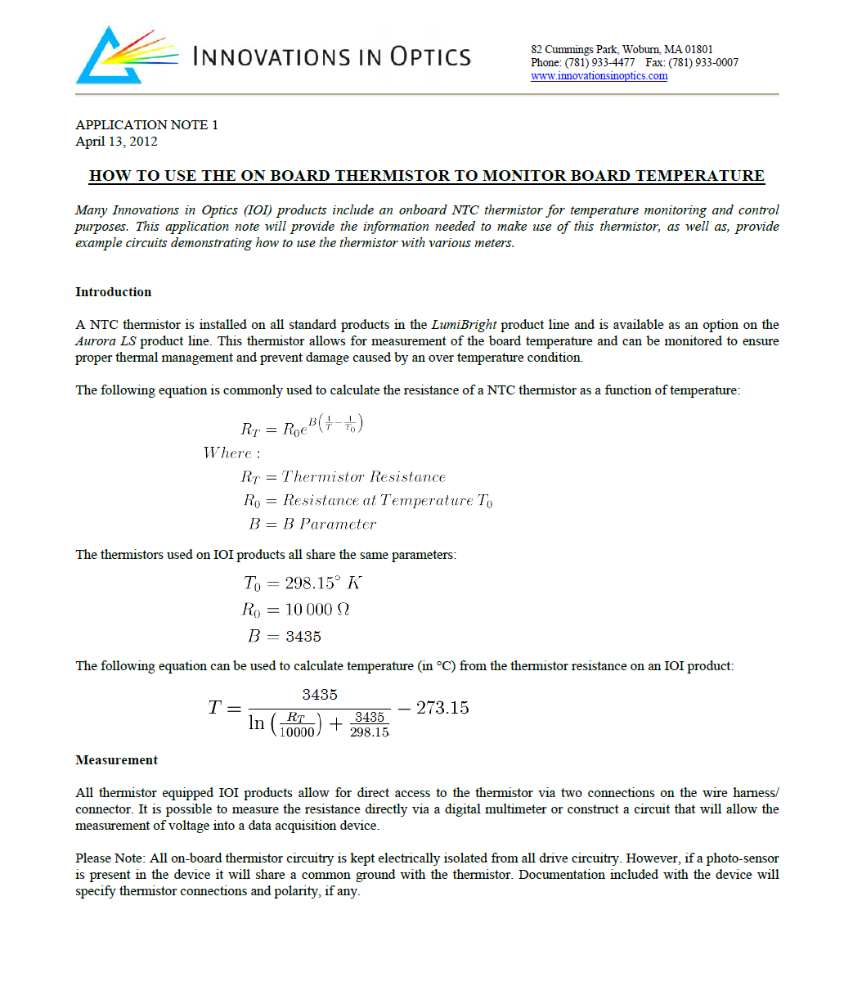 INNOVATIONS IN OPTICS
82 Cummings Park, Woburn, MA 01801
Phone: (781) 933-4477    Fax: (781) 933-0007
www.innovationsinoptics.com
APPLICATION NOTE 1
April 13, 2012
HOW TO USE THE ON BOARD THERMISTOR TO MONITOR BOARD TEMPERATURE
Many Innovations in Optics (IOI) products include an onboard NTC thermistor for temperature monitoring and control
purposes. This application note will provide the information needed to make use of this thermistor, as well as, provide
example circuits demonstrating how to use the thermistor with various meters.
Introduction
A NTC thermistor is installed on all standard products in the LumiBright product line and is available as an option on the
Aurora LS product line. This thermistor allows for measurement of the board temperature and can be monitored to ensure
proper thermal management and prevent damage caused by an over temperature condition.
The following equation is commonly used to calculate the resistance of a NTC thermistor as a function of temperature:
R_T = R_0 e^{B(1/T − 1/T_0)}
Where :
R_T = Thermistor Resistance
R_0 = Resistance at Temperature T_0
B = B Parameter
The thermistors used on IOI products all share the same parameters:
T_0 = 298.15° K
R_0 = 10 000 Ω
B = 3435
The following equation can be used to calculate temperature (in °C) from the thermistor resistance on an IOI product:
T = 3435 / (ln(R_T/10000) + 3435/298.15) − 273.15
Measurement
All thermistor equipped IOI products allow for direct access to the thermistor via two connections on the wire harness/
connector. It is possible to measure the resistance directly via a digital multimeter or construct a circuit that will allow the
measurement of voltage into a data acquisition device.
Please Note: All on-board thermistor circuitry is kept electrically isolated from all drive circuitry. However, if a photo-sensor
is present in the device it will share a common ground with the thermistor. Documentation included with the device will
specify thermistor connections and polarity, if any.